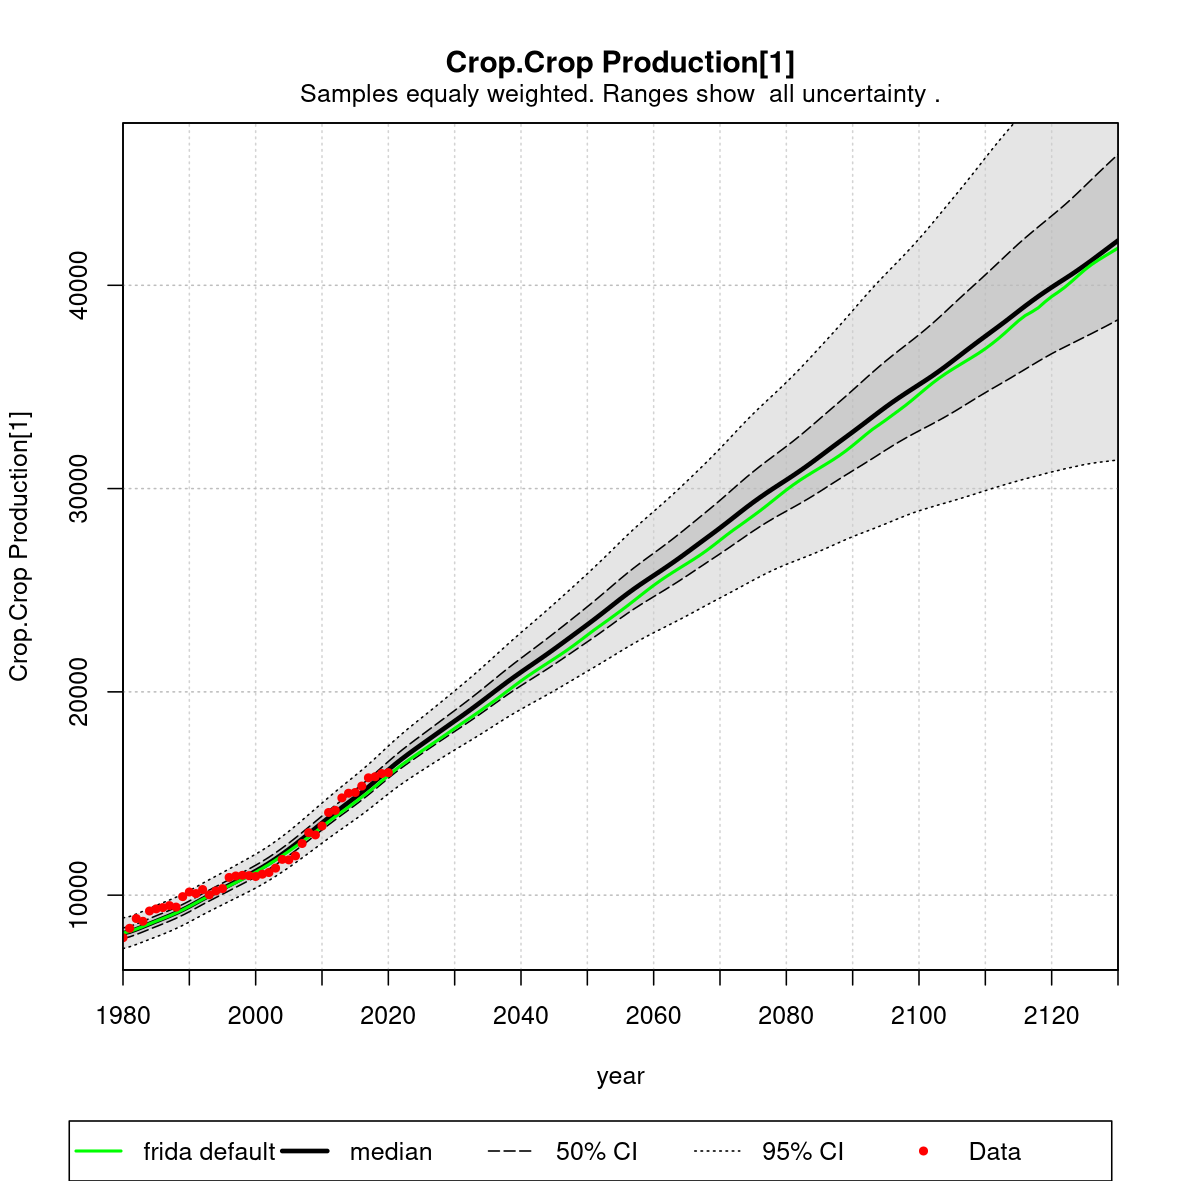 Crop.Crop Production[1]
Samples equaly weighted. Ranges show  all uncertainty .
Crop.Crop Production[1]
40000
30000
20000
10000
1980 2000 2020 2040 2060 2080 2100 2120
year
frida default median 50% CI 95% CI Data